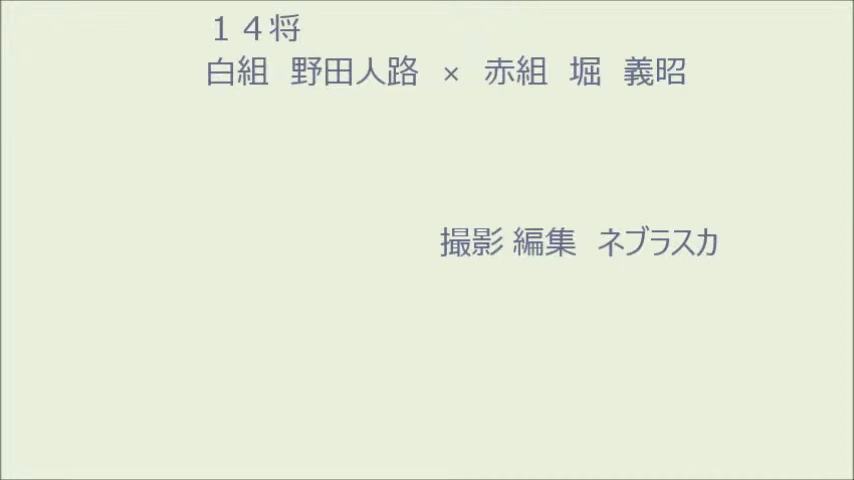 １４将
白組　野田人路　×　赤組　堀　義昭
撮影 編集　ネブラスカ